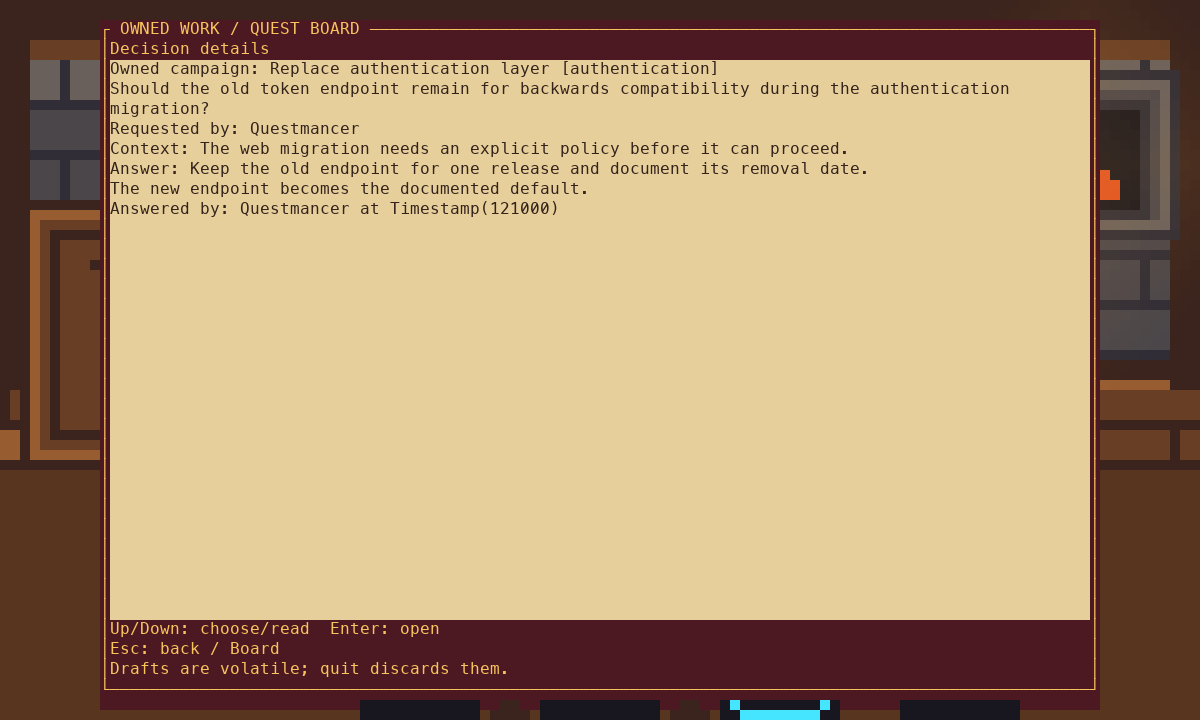 OWNED WORK / QUEST BOARD
Decision details
Owned campaign: Replace authentication layer [authentication]
Should the old token endpoint remain for backwards compatibility during the authentication
migration?
Requested by: Questmancer
Context: The web migration needs an explicit policy before it can proceed.
Answer: Keep the old endpoint for one release and document its removal date.
The new endpoint becomes the documented default.
Answered by: Questmancer at Timestamp(121000)
Up/Down: choose/read  Enter: open
Esc: back / Board
Drafts are volatile; quit discards them.